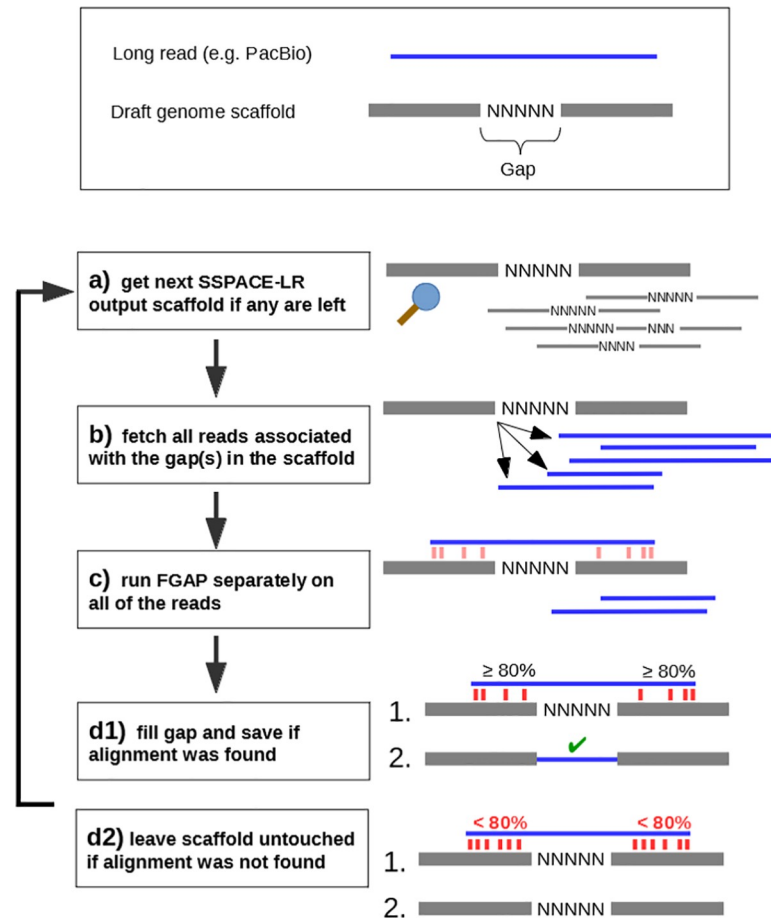 Long read (e.g. PacBio)
Draft genome scaffold
NNNNN
Gap
a) get next SSPACE-LR
output scaffold if any are left
NNNNN
NNNNN
NNNNN
NNNNN NNN
NNNN
b) fetch all reads associated
with the gap(s) in the scaffold
NNNNN
c) run FGAP separately on
all of the reads
NNNNN
d1) fill gap and save if
alignment was found
≥ 80% ≥ 80%
1. NNNNN
2.
d2) leave scaffold untouched
if alignment was not found
< 80% < 80%
1. NNNNN
2. NNNNN